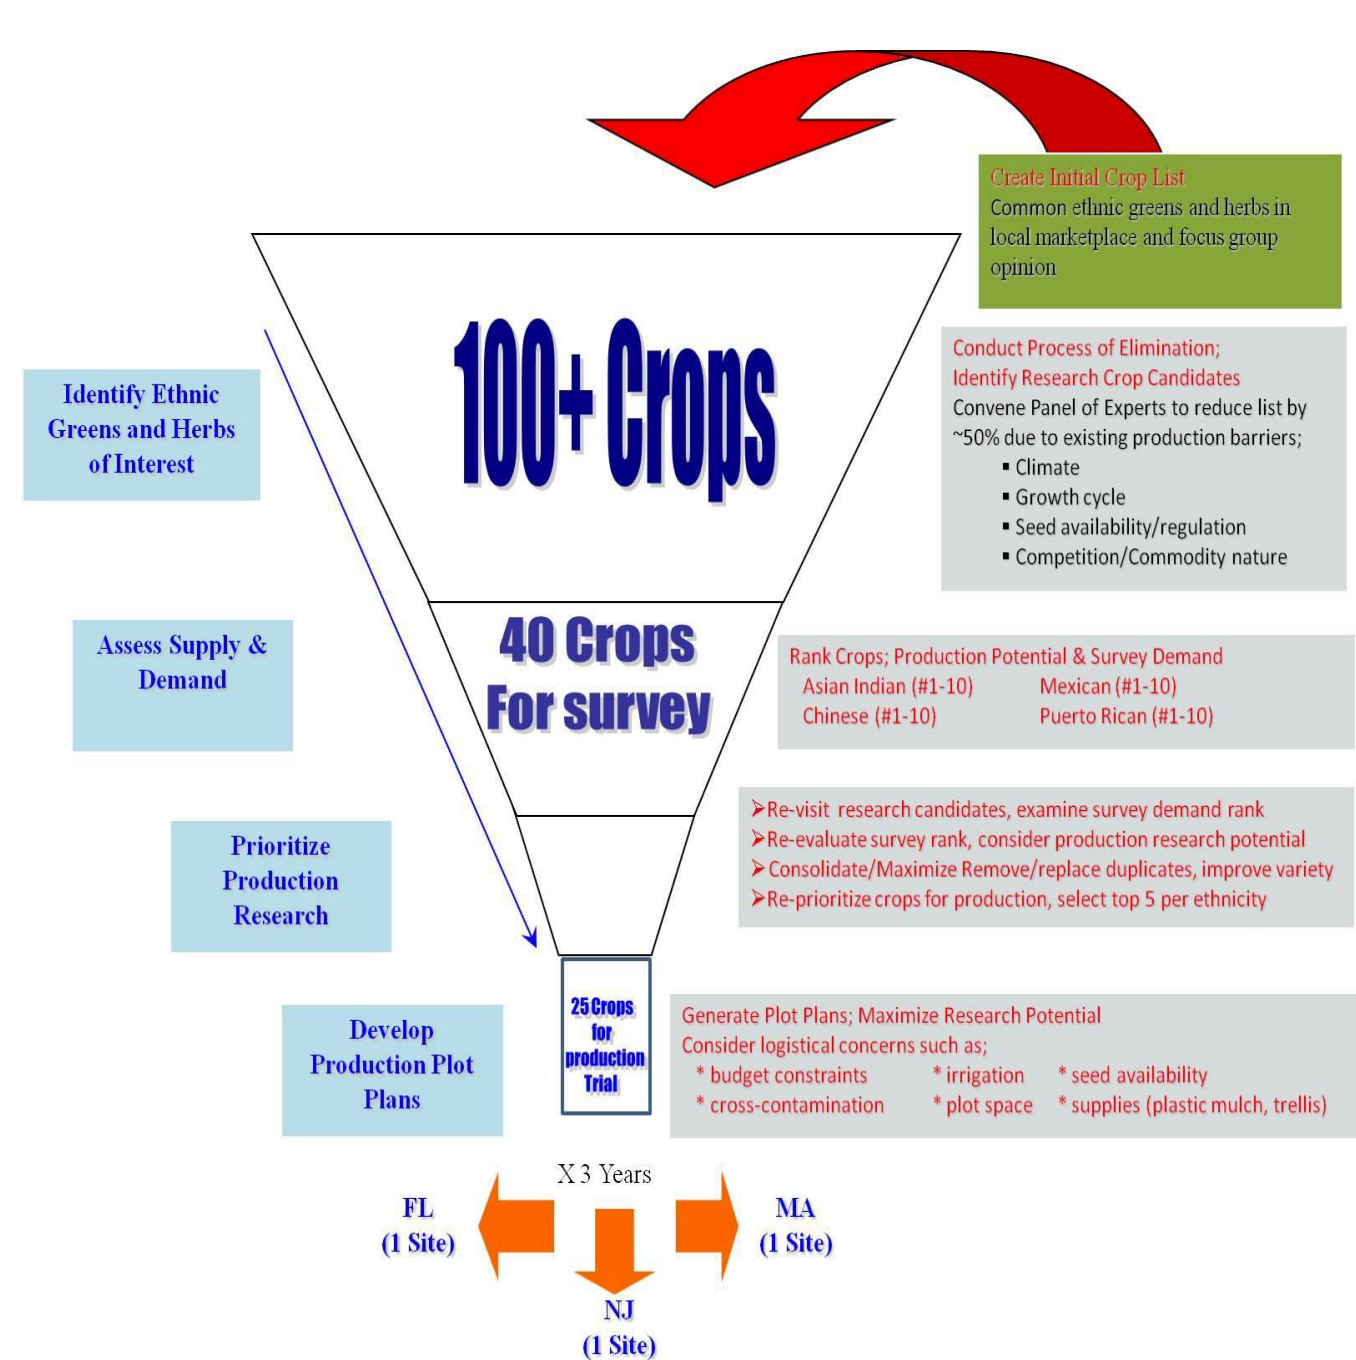 Create Initial Crop List
Common ethnic greens and herbs in
local marketplace and focus group
opinion
100+ Crops
Identify Ethnic
Greens and Herbs
of Interest
Conduct Process of Elimination;
Identify Research Crop Candidates
Convene Panel of Experts to reduce list by
~50% due to existing production barriers;
▪ Climate
▪ Growth cycle
▪ Seed availability/regulation
▪ Competition/Commodity nature
40 Crops
For survey
Assess Supply &
Demand
Rank Crops; Production Potential & Survey Demand
Asian Indian (#1-10) Mexican (#1-10)
Chinese (#1-10) Puerto Rican (#1-10)
Prioritize
Production
Research
➢Re-visit research candidates, examine survey demand rank
➢Re-evaluate survey rank, consider production research potential
➢Consolidate/Maximize Remove/replace duplicates, improve variety
➢Re-prioritize crops for production, select top 5 per ethnicity
25 Crops
for
production
Trial
Develop
Production Plot
Plans
Generate Plot Plans; Maximize Research Potential
Consider logistical concerns such as;
* budget constraints * irrigation * seed availability
* cross-contamination * plot space * supplies (plastic mulch, trellis)
X 3 Years
FL
(1 Site)
MA
(1 Site)
NJ
(1 Site)